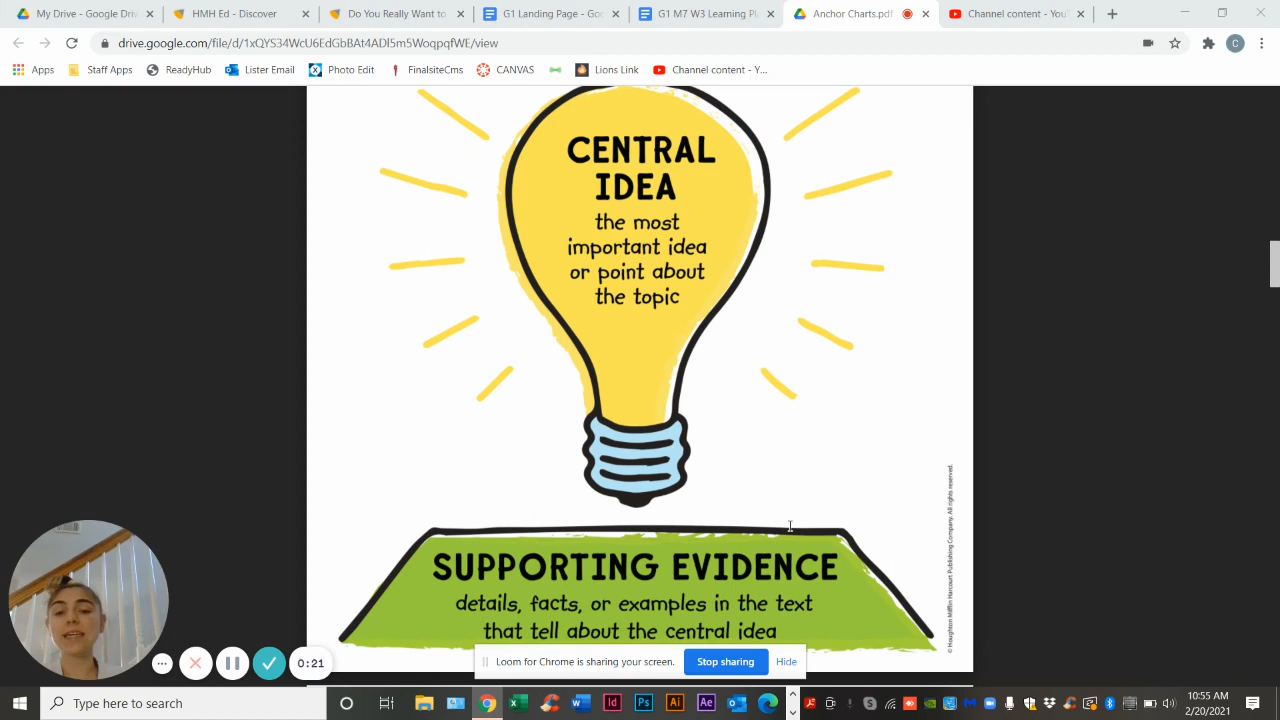 My Drive - Google Dri
HMH Ed - Driver
Do You Really Want to
G1 Landing Page - Goo
G1 M7 W3 Learning Pla
Anchor Charts.pdf
Channel content - YouT
drive.google.com/file/d/1xQYS34WcU6EdGbBAt4ADl5m5WoqpqfWE/view
C
Apps
Staff Apps
ReadyHub
Lister Email
Photo Edit
FinalsiteCms
CANVAS
Lions Link
Channel content - Y...
CENTRAL
IDEA
the most
important idea
or point about
the topic
SUPPORTING EVIDENCE
details, facts, or examples in the text
that tell about the central idea
© Houghton Mifflin Harcourt Publishing Company. All rights reserved.
0:21
Loom for Chrome is sharing your screen.
Stop sharing
Hide
Type here to search
10:55 AM
2/20/2021